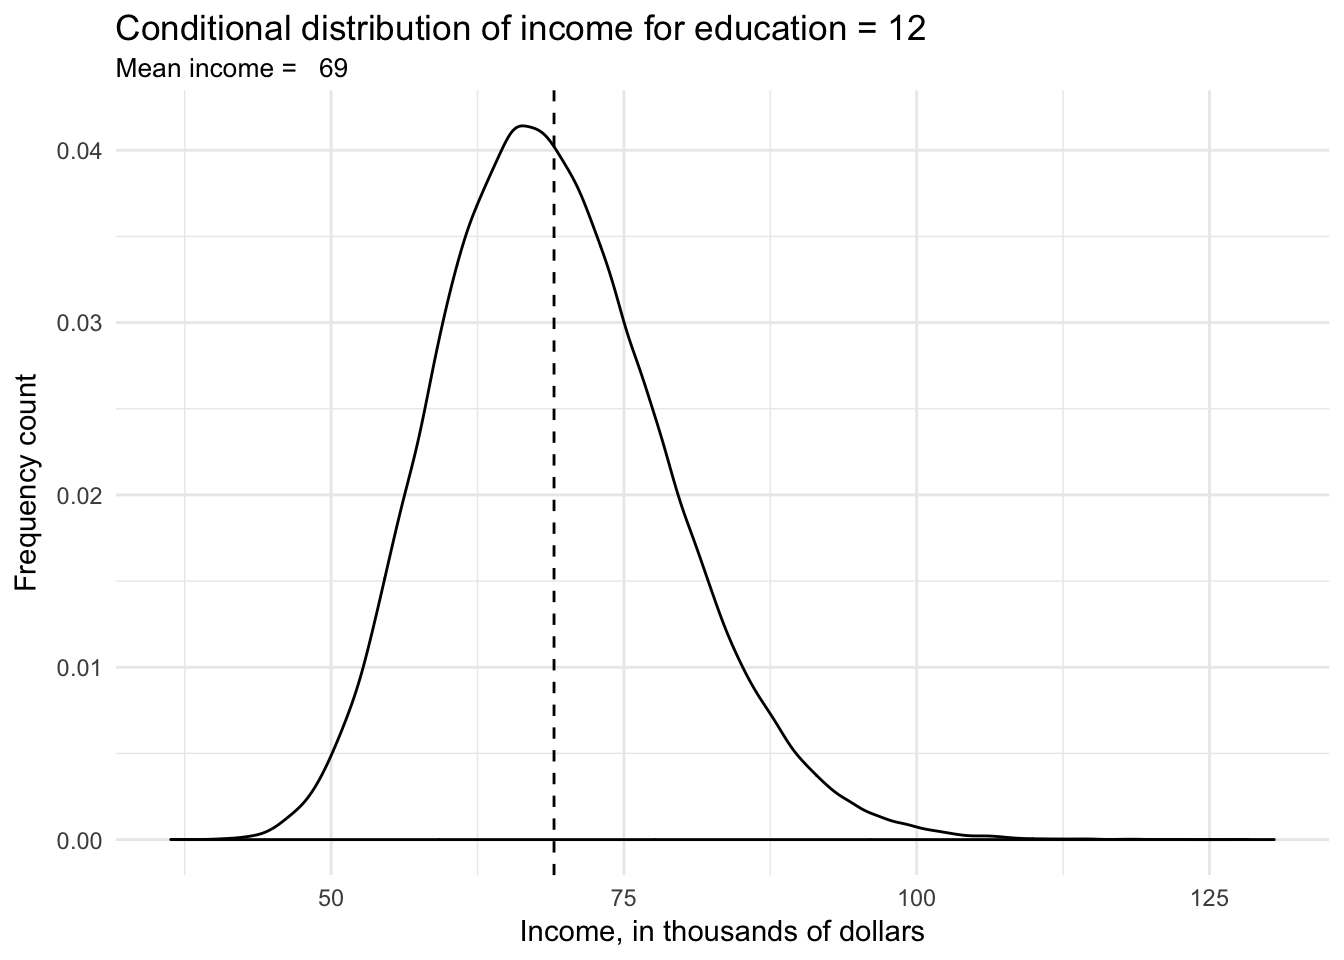 Conditional distribution of income for education = 12
Mean income =   69
0.04
0.03
0.02
0.01
0.00
Frequency count
50 75 100 125
Income, in thousands of dollars